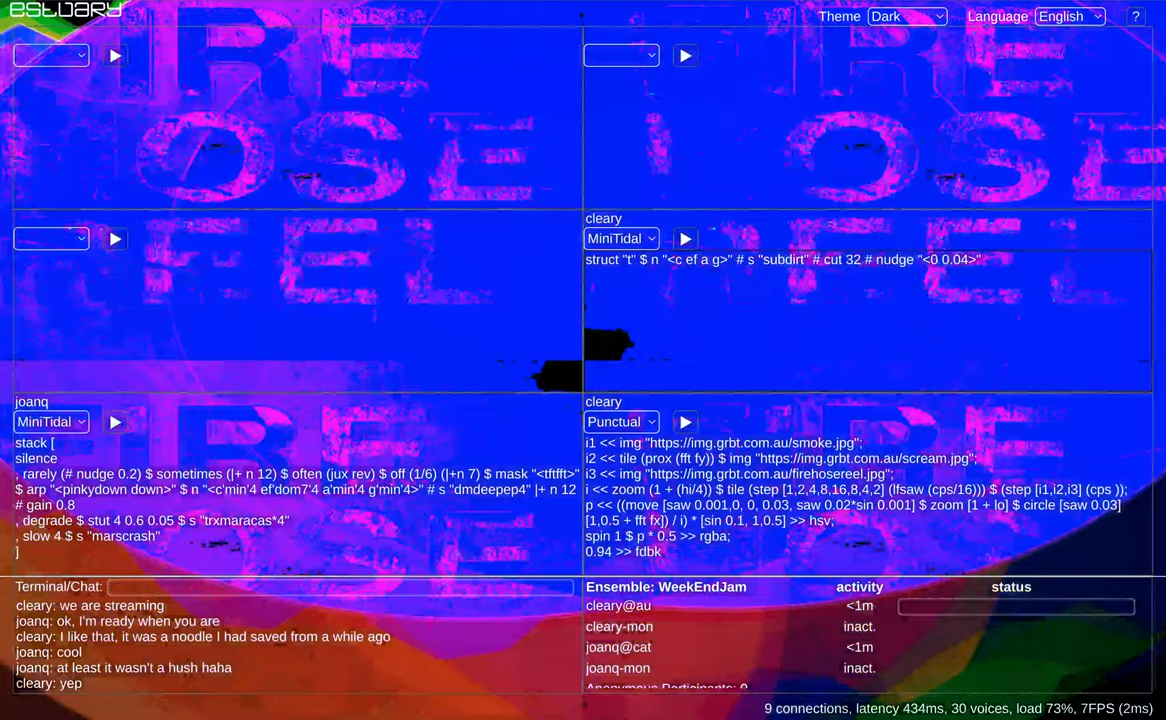 estuary
Theme Dark Language English ?
IRE IRE
OSE OSE
FEEL FEEL
cleary
MiniTidal
struct "t" $ n "<c ef a g>" # s "subdirt" # cut 32 # nudge "<0 0.04>"
joanq
MiniTidal
stack [
silence
, rarely (# nudge 0.2) $ sometimes (|+ n 12) $ often (jux rev) $ off (1/6) (|+n 7) $ mask "<tftfft>"
$ arp "<pinkydown down>" $ n "<c'min'4 ef'dom7'4 a'min'4 g'min'4>" # s "dmdeepep4" |+ n 12
# gain 0.8
, degrade $ stut 4 0.6 0.05 $ s "trxmaracas*4"
, slow 4 $ s "marscrash"
]
cleary
Punctual
i1 << img "https://img.grbt.com.au/smoke.jpg";
i2 << tile (prox (fft fy)) $ img "https://img.grbt.com.au/scream.jpg";
i3 << img "https://img.grbt.com.au/firehosereel.jpg";
i << zoom (1 + (hi/4)) $ tile (step [1,2,4,8,16,8,4,2] (lfsaw (cps/16))) $ (step [i1,i2,i3] (cps ));
p << ((move [saw 0.001,0, 0, 0.03, saw 0.02*sin 0.001] $ zoom [1 + lo] $ circle [saw 0.03]
[1,0.5 + fft fx]) / i) * [sin 0.1, 1,0.5] >> hsv;
spin 1 $ p * 0.5 >> rgba;
0.94 >> fdbk
Terminal/Chat:
cleary: we are streaming
joanq: ok, I'm ready when you are
cleary: I like that, it was a noodle I had saved from a while ago
joanq: cool
joanq: at least it wasn't a hush haha
cleary: yep
Ensemble: WeekEndJam activity status
cleary@au <1m
cleary-mon inact.
joanq@cat <1m
joanq-mon inact.
Anonymous Participants: 0
9 connections, latency 434ms, 30 voices, load 73%, 7FPS (2ms)